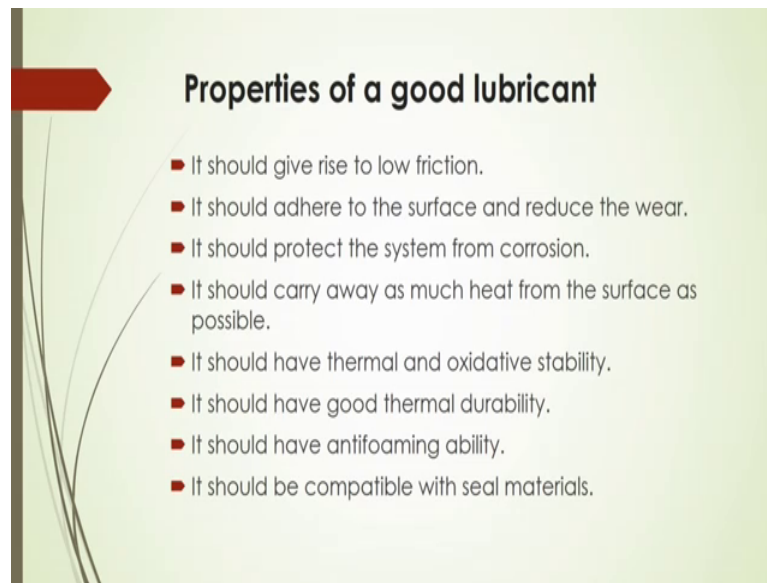 Properties of a good lubricant
It should give rise to low friction.
It should adhere to the surface and reduce the wear.
It should protect the system from corrosion.
It should carry away as much heat from the surface as
possible.
It should have thermal and oxidative stability.
It should have good thermal durability.
It should have antifoaming ability.
It should be compatible with seal materials.